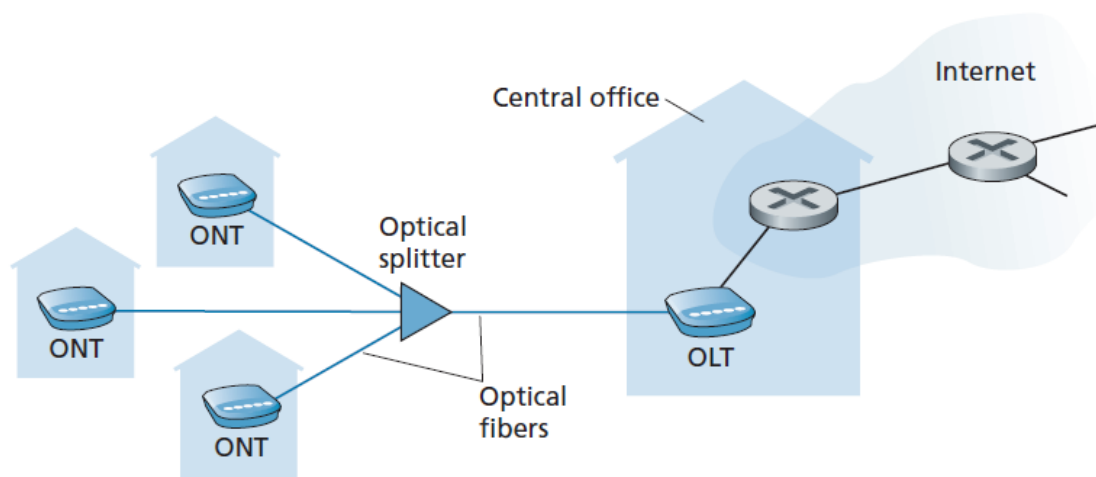 Internet
Central office
ONT
Optical
splitter
ONT
OLT
Optical
fibers
ONT